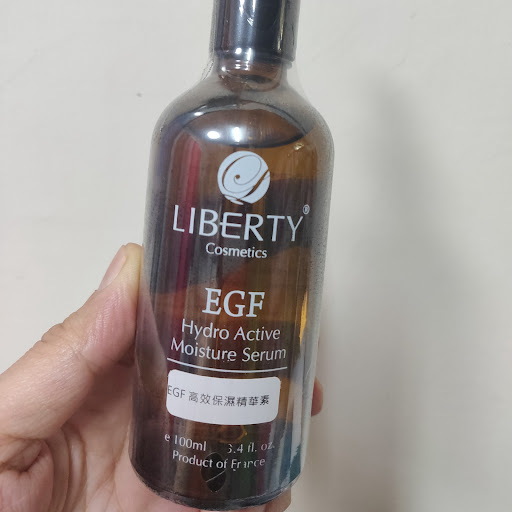 LIBERTY®
Cosmetics
EGF
Hydro Active
Moisture Serum
EGF 高效保濕精華素
e 100ml 3.4 fl. oz.
Product of France